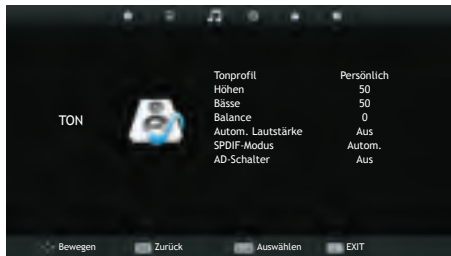 TON
Tonprofil Persönlich
Höhen 50
Bässe 50
Balance 0
Autom. Lautstärke Aus
SPDIF-Modus Autom.
AD-Schalter Aus
Bewegen Zurück Auswählen EXIT